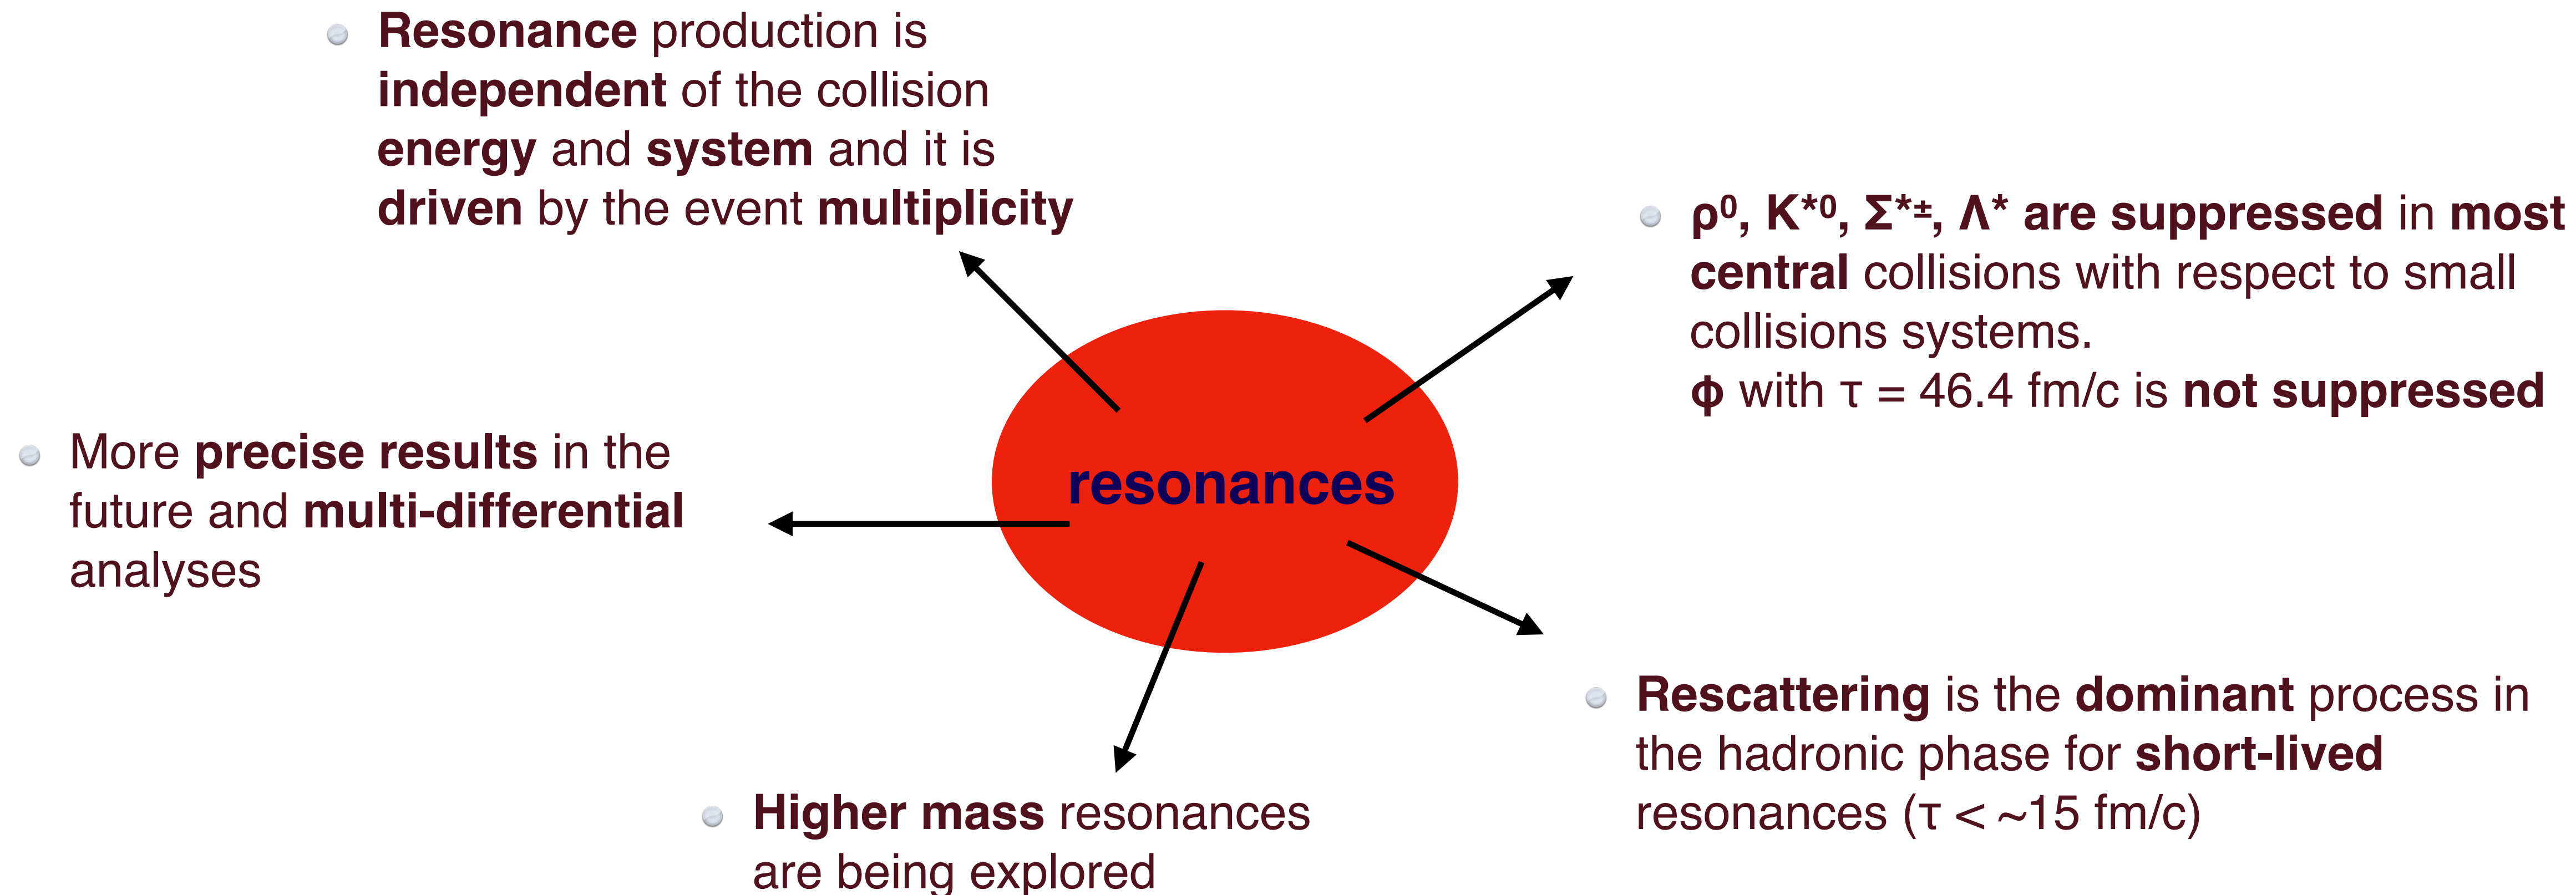 Resonance production is
independent of the collision
energy and system and it is
driven by the event multiplicity
ρ⁰, K*⁰, Σ*±, Λ* are suppressed in most
central collisions with respect to small
collisions systems.
ϕ with τ = 46.4 fm/c is not suppressed
More precise results in the
future and multi-differential
analyses
resonances
Rescattering is the dominant process in
the hadronic phase for short-lived
resonances (τ < ~15 fm/c)
Higher mass resonances
are being explored